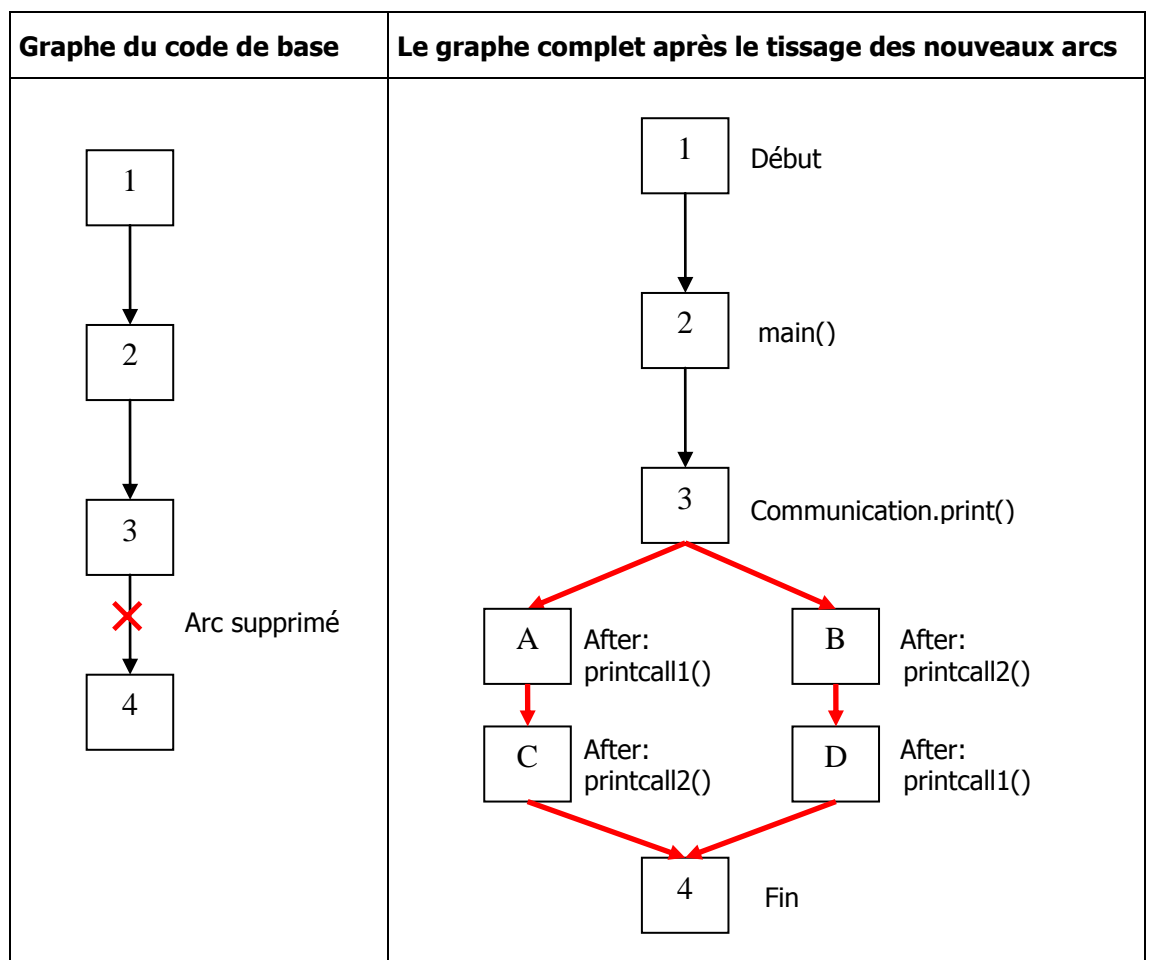 Graphe du code de base
Le graphe complet après le tissage des nouveaux arcs
1
2
3
Arc supprimé
4
1
Début
2
main()
3
Communication.print()
A
After:
printcall1()
B
After:
printcall2()
C
After:
printcall2()
D
After:
printcall1()
4
Fin